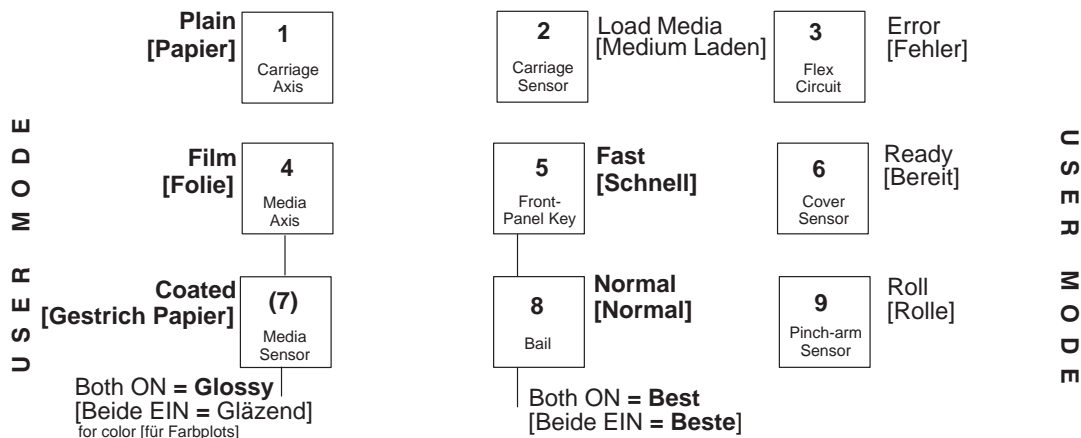 Plain
[Papier]
1
Carriage
Axis
2
Carriage
Sensor
Load Media
[Medium Laden]
3
Flex
Circuit
Error
[Fehler]
USER MODE
Film
[Folie]
4
Media
Axis
5
Front-
Panel Key
Fast
[Schnell]
6
Cover
Sensor
Ready
[Bereit]
USER MODE
Coated
[Gestrich Papier]
(7)
Media
Sensor
8
Bail
Normal
[Normal]
9
Pinch-arm
Sensor
Roll
[Rolle]
Both ON = Glossy
[Beide EIN = Gläzend]
for color [für Farbplots]
Both ON = Best
[Beide EIN = Beste]